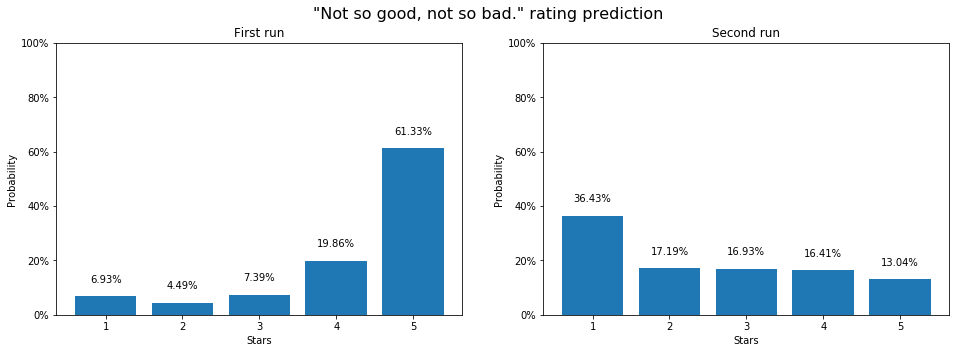 "Not so good, not so bad." rating prediction
First run
100%
80%
60%
40%
20%
0%
Probability
6.93%
4.49%
7.39%
19.86%
61.33%
1 2 3 4 5
Stars
Second run
100%
80%
60%
40%
20%
0%
Probability
36.43%
17.19%
16.93%
16.41%
13.04%
1 2 3 4 5
Stars